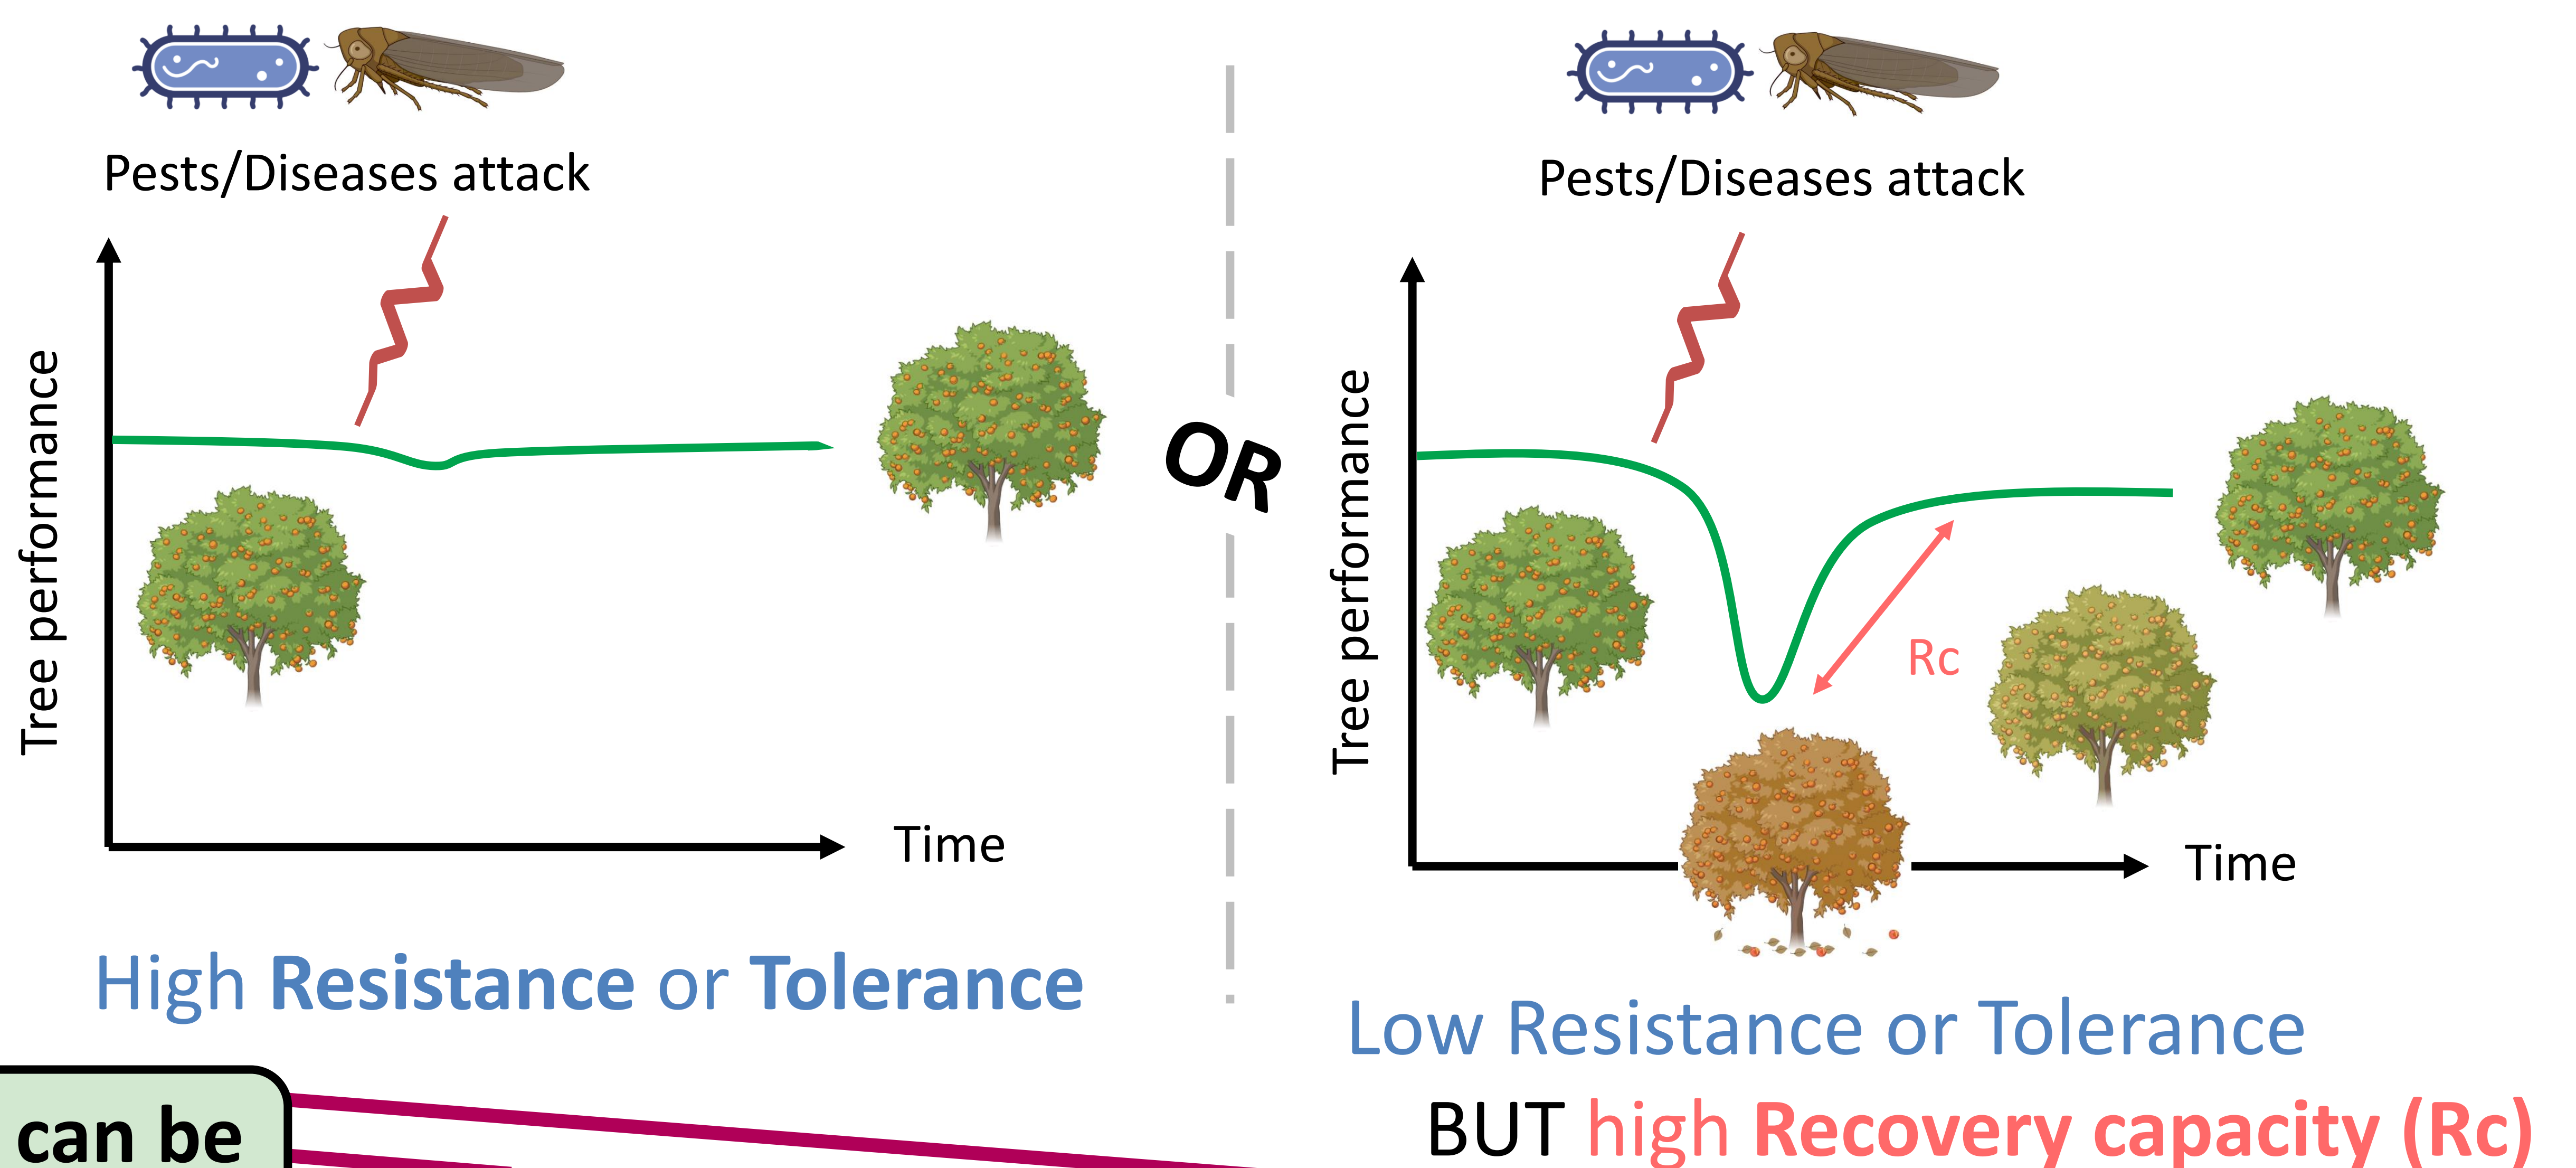 Pests/Diseases attack
Tree performance
Time
High Resistance or Tolerance
OR
Pests/Diseases attack
Tree performance
Rc
Time
Low Resistance or Tolerance
BUT high Recovery capacity (Rc)
can be